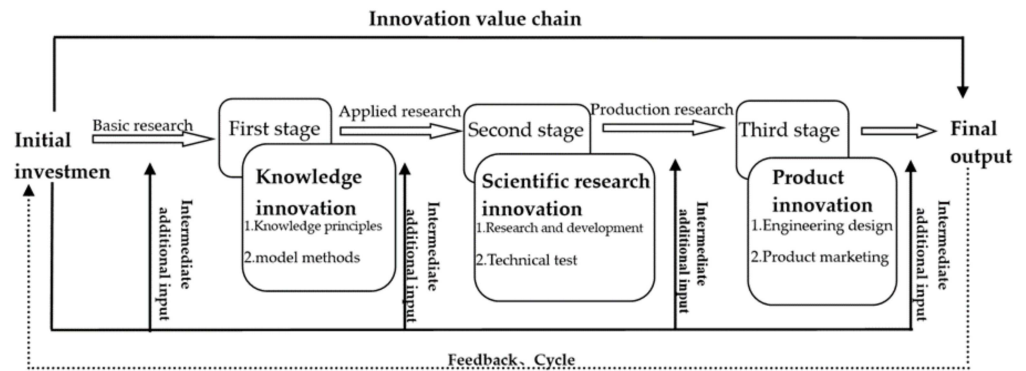 Innovation value chain
Initial
investmen
Basic research
First stage
Knowledge
innovation
1.Knowledge principles
2.model methods
Applied research
Second stage
Scientific research
innovation
1.Research and development
2.Technical test
Production research
Third stage
Product
innovation
1.Engineering design
2.Product marketing
Final
output
Intermediate
additional input
Intermediate
additional input
Intermediate
additional input
Intermediate
additional input
Feedback、Cycle